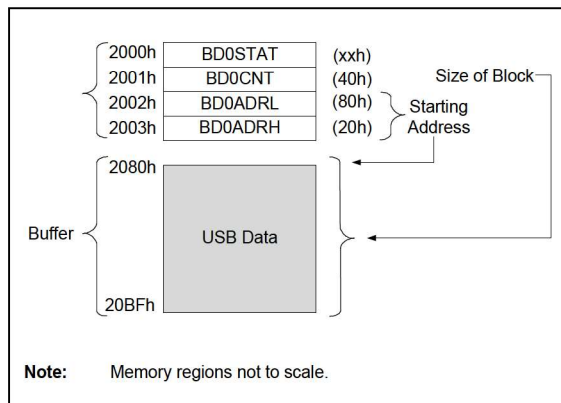 2000h BD0STAT (xxh)
2001h BD0CNT (40h) Size of Block
2002h BD0ADRL (80h) Starting
2003h BD0ADRH (20h) Address
2080h
Buffer USB Data
20BFh
Note: Memory regions not to scale.